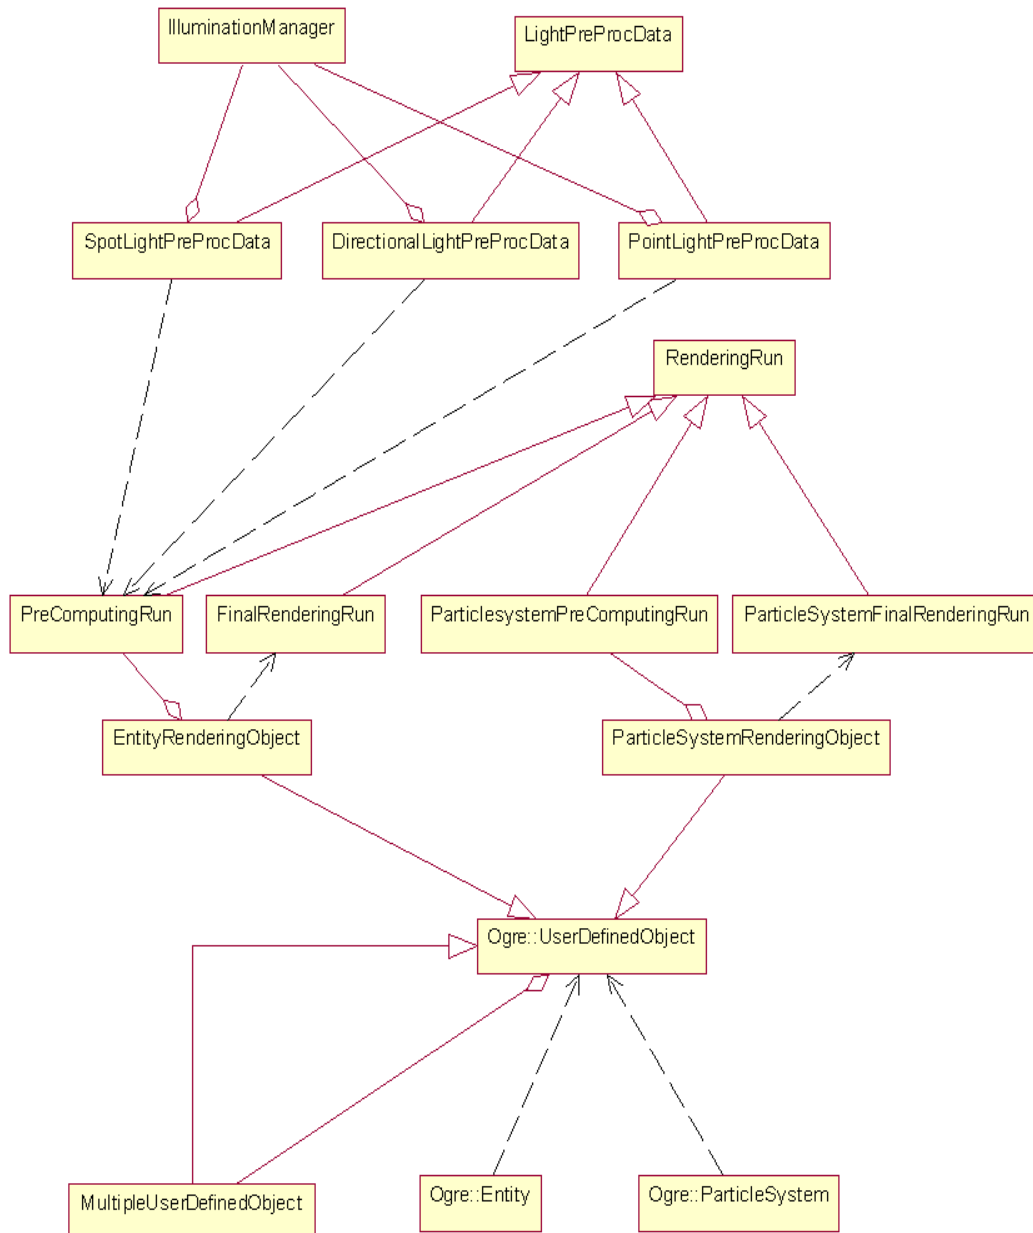 IlluminationManager
LightPreProcData
SpotLightPreProcData
DirectionalLightPreProcData
PointLightPreProcData
RenderingRun
PreComputingRun
FinalRenderingRun
ParticlesystemPreComputingRun
ParticleSystemFinalRenderingRun
EntityRenderingObject
ParticleSystemRenderingObject
Ogre::UserDefinedObject
MultipleUserDefinedObject
Ogre::Entity
Ogre::ParticleSystem